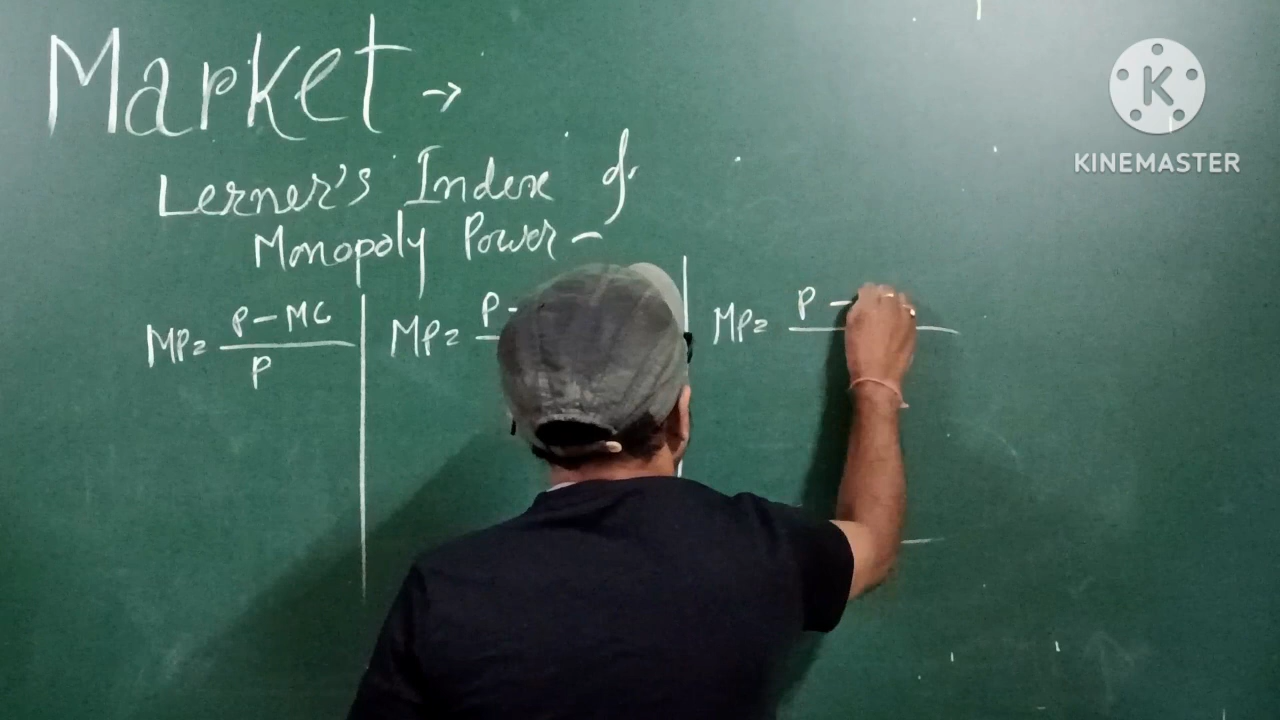 Market →
Lerner's Index of
Monopoly Power –
MP = P - MC / P
MP = P -
MP = P -
KINEMASTER